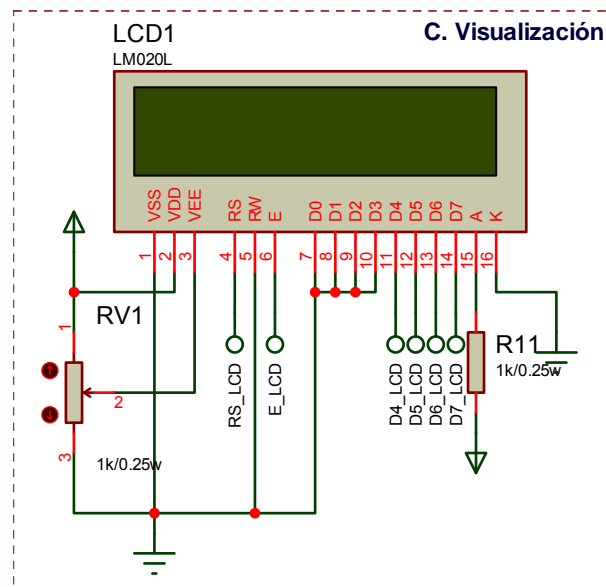 C. Visualización
LCD1
LM020L
VSS
VDD
VEE
RS
RW
E
D0
D1
D2
D3
D4
D5
D6
D7
A
K
1
2
3
4
5
6
7
8
9
10
11
12
13
14
15
16
RV1
1
2
3
1k/0.25w
RS_LCD
E_LCD
D4_LCD
D5_LCD
D6_LCD
D7_LCD
R11
1k/0.25w